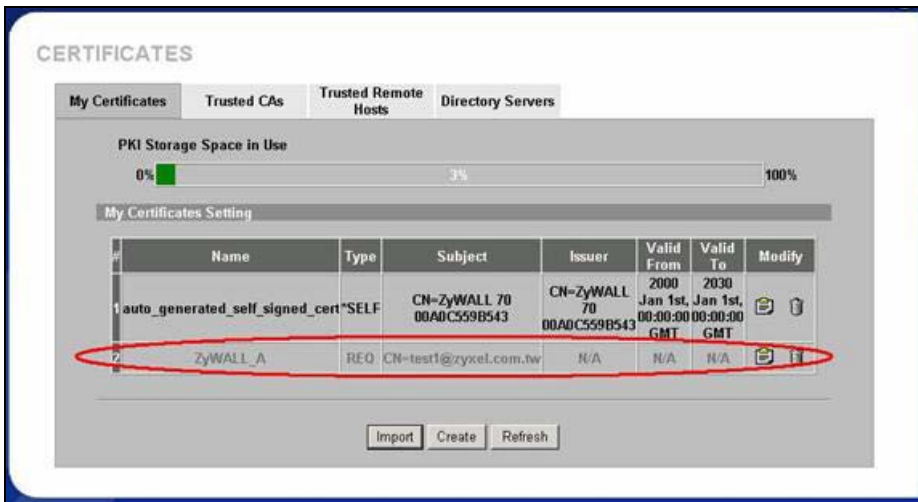 CERTIFICATES
My Certificates
Trusted CAs
Trusted Remote
Hosts
Directory Servers
PKI Storage Space in Use
0%
3%
100%
My Certificates Setting
# Name Type Subject Issuer Valid From Valid To Modify
1 auto_generated_self_signed_cert *SELF CN=ZyWALL 70 00A0C559B543 CN=ZyWALL 70 00A0C559B543 2000 Jan 1st, 00:00:00 GMT 2030 Jan 1st, 00:00:00 GMT
2 ZyWALL_A REQ CN=test1@zyxel.com.tw N/A N/A N/A
Import Create Refresh